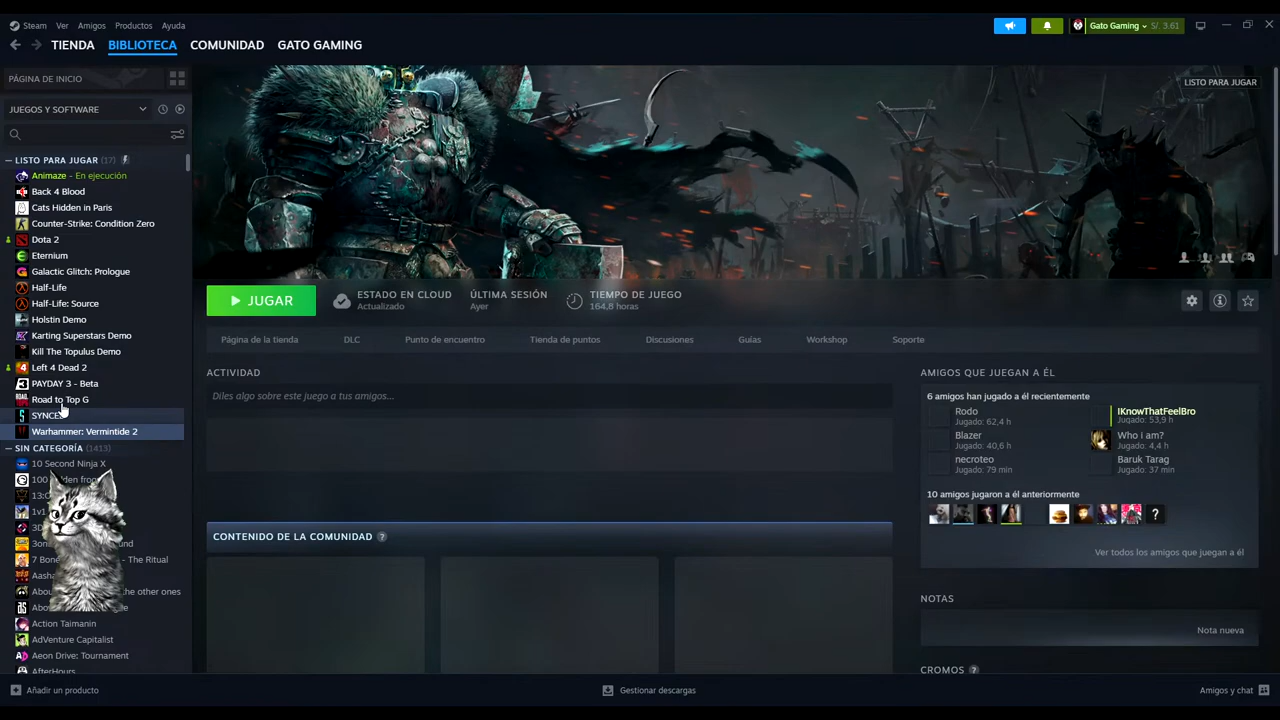 Steam Ver Amigos Productos Ayuda
Gato Gaming S/. 3.61
TIENDA BIBLIOTECA COMUNIDAD GATO GAMING
PÁGINA DE INICIO
JUEGOS Y SOFTWARE
LISTO PARA JUGAR (17)
Animaze - En ejecución
Back 4 Blood
Cats Hidden in Paris
Counter-Strike: Condition Zero
Dota 2
Eternium
Galactic Glitch: Prologue
Half-Life
Half-Life: Source
Holstin Demo
Karting Superstars Demo
Kill The Topulus Demo
Left 4 Dead 2
PAYDAY 3 - Beta
Road to Top G
Warhammer: Vermintide 2
SIN CATEGORÍA (1413)
10 Second Ninja X
100
7 - The Ritual
the other ones
Action Taimanin
AdVenture Capitalist
Aeon Drive: Tournament
AfterHours
Añadir un producto
LISTO PARA JUGAR
JUGAR
ESTADO EN CLOUD
Actualizado
ÚLTIMA SESIÓN
Ayer
TIEMPO DE JUEGO
164,8 horas
Página de la tienda DLC Punto de encuentro Tienda de puntos Discusiones Guías Workshop Soporte
ACTIVIDAD
Diles algo sobre este juego a tus amigos...
CONTENIDO DE LA COMUNIDAD ?
AMIGOS QUE JUEGAN A ÉL
6 amigos han jugado a él recientemente
Rodo
Jugado: 62,4 h
IKnowThatFeelBro
Jugado: 53,9 h
Blazer
Jugado: 40,6 h
Who i am?
Jugado: 4,4 h
necroteo
Jugado: 79 min
Baruk Tarag
Jugado: 37 min
10 amigos jugaron a él anteriormente
?
Ver todos los amigos que juegan a él
NOTAS
Nota nueva
CROMOS ?
Gestionar descargas
Amigos y chat